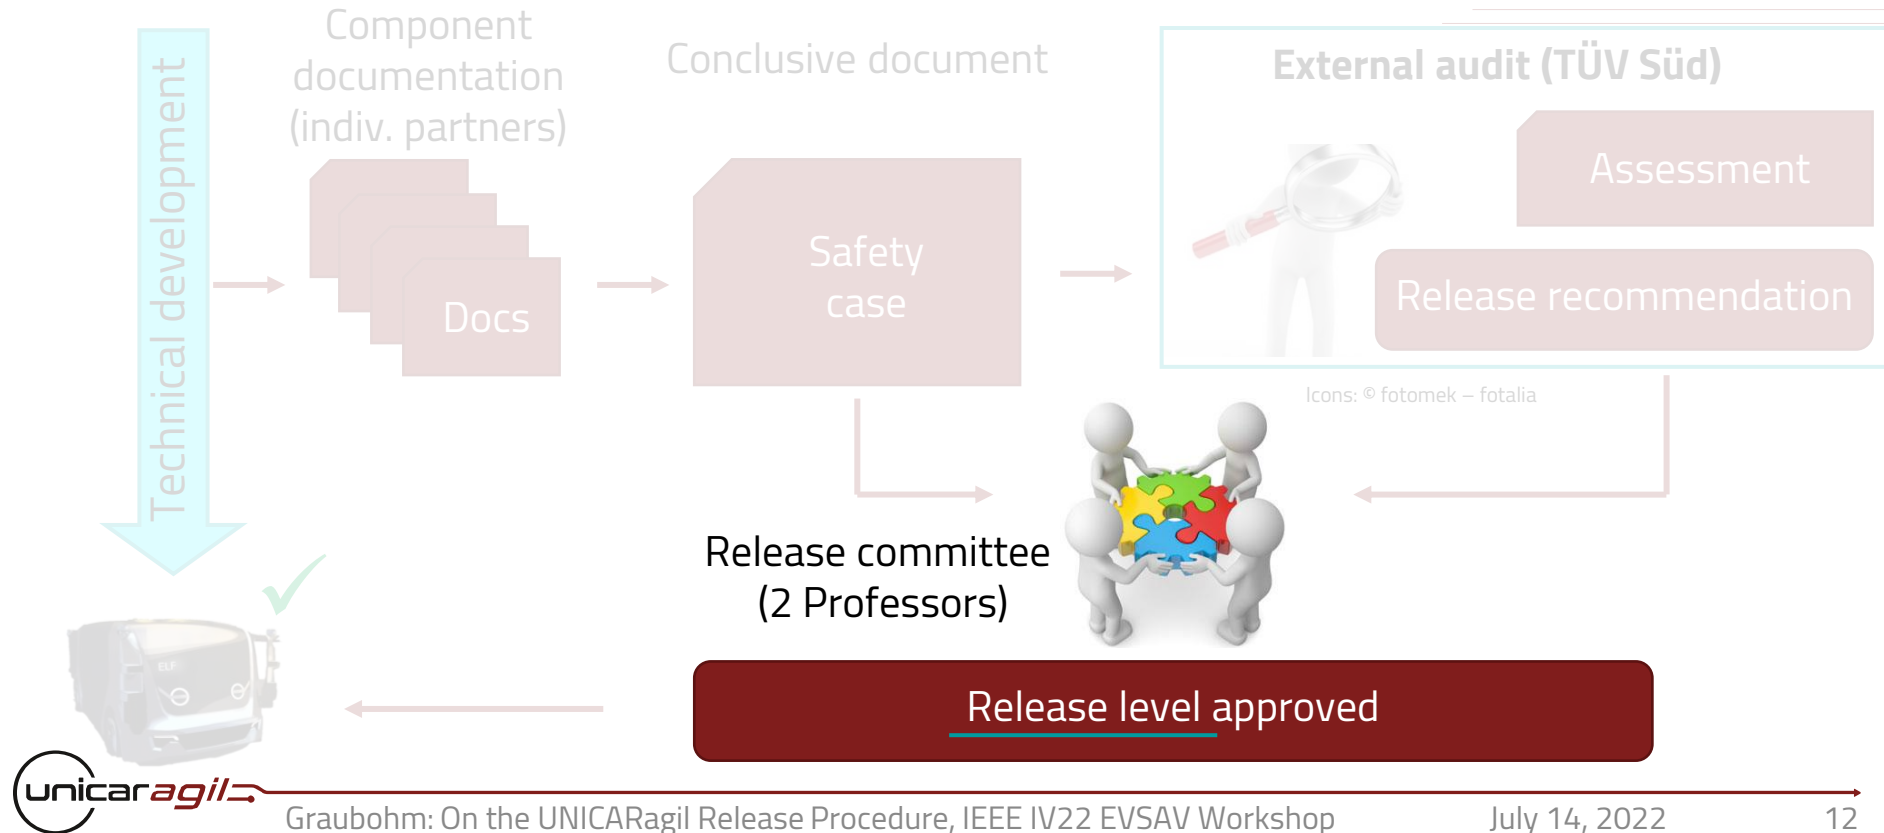 Technical development
Component
documentation
(indiv. partners)
Docs
Conclusive document
Safety
case
External audit (TÜV Süd)
Assessment
Release recommendation
Icons: © fotomek – fotalia
Release committee
(2 Professors)
Release level approved
ELF
unicaragil
Graubohm: On the UNICARagil Release Procedure, IEEE IV22 EVSAV Workshop
July 14, 2022
12